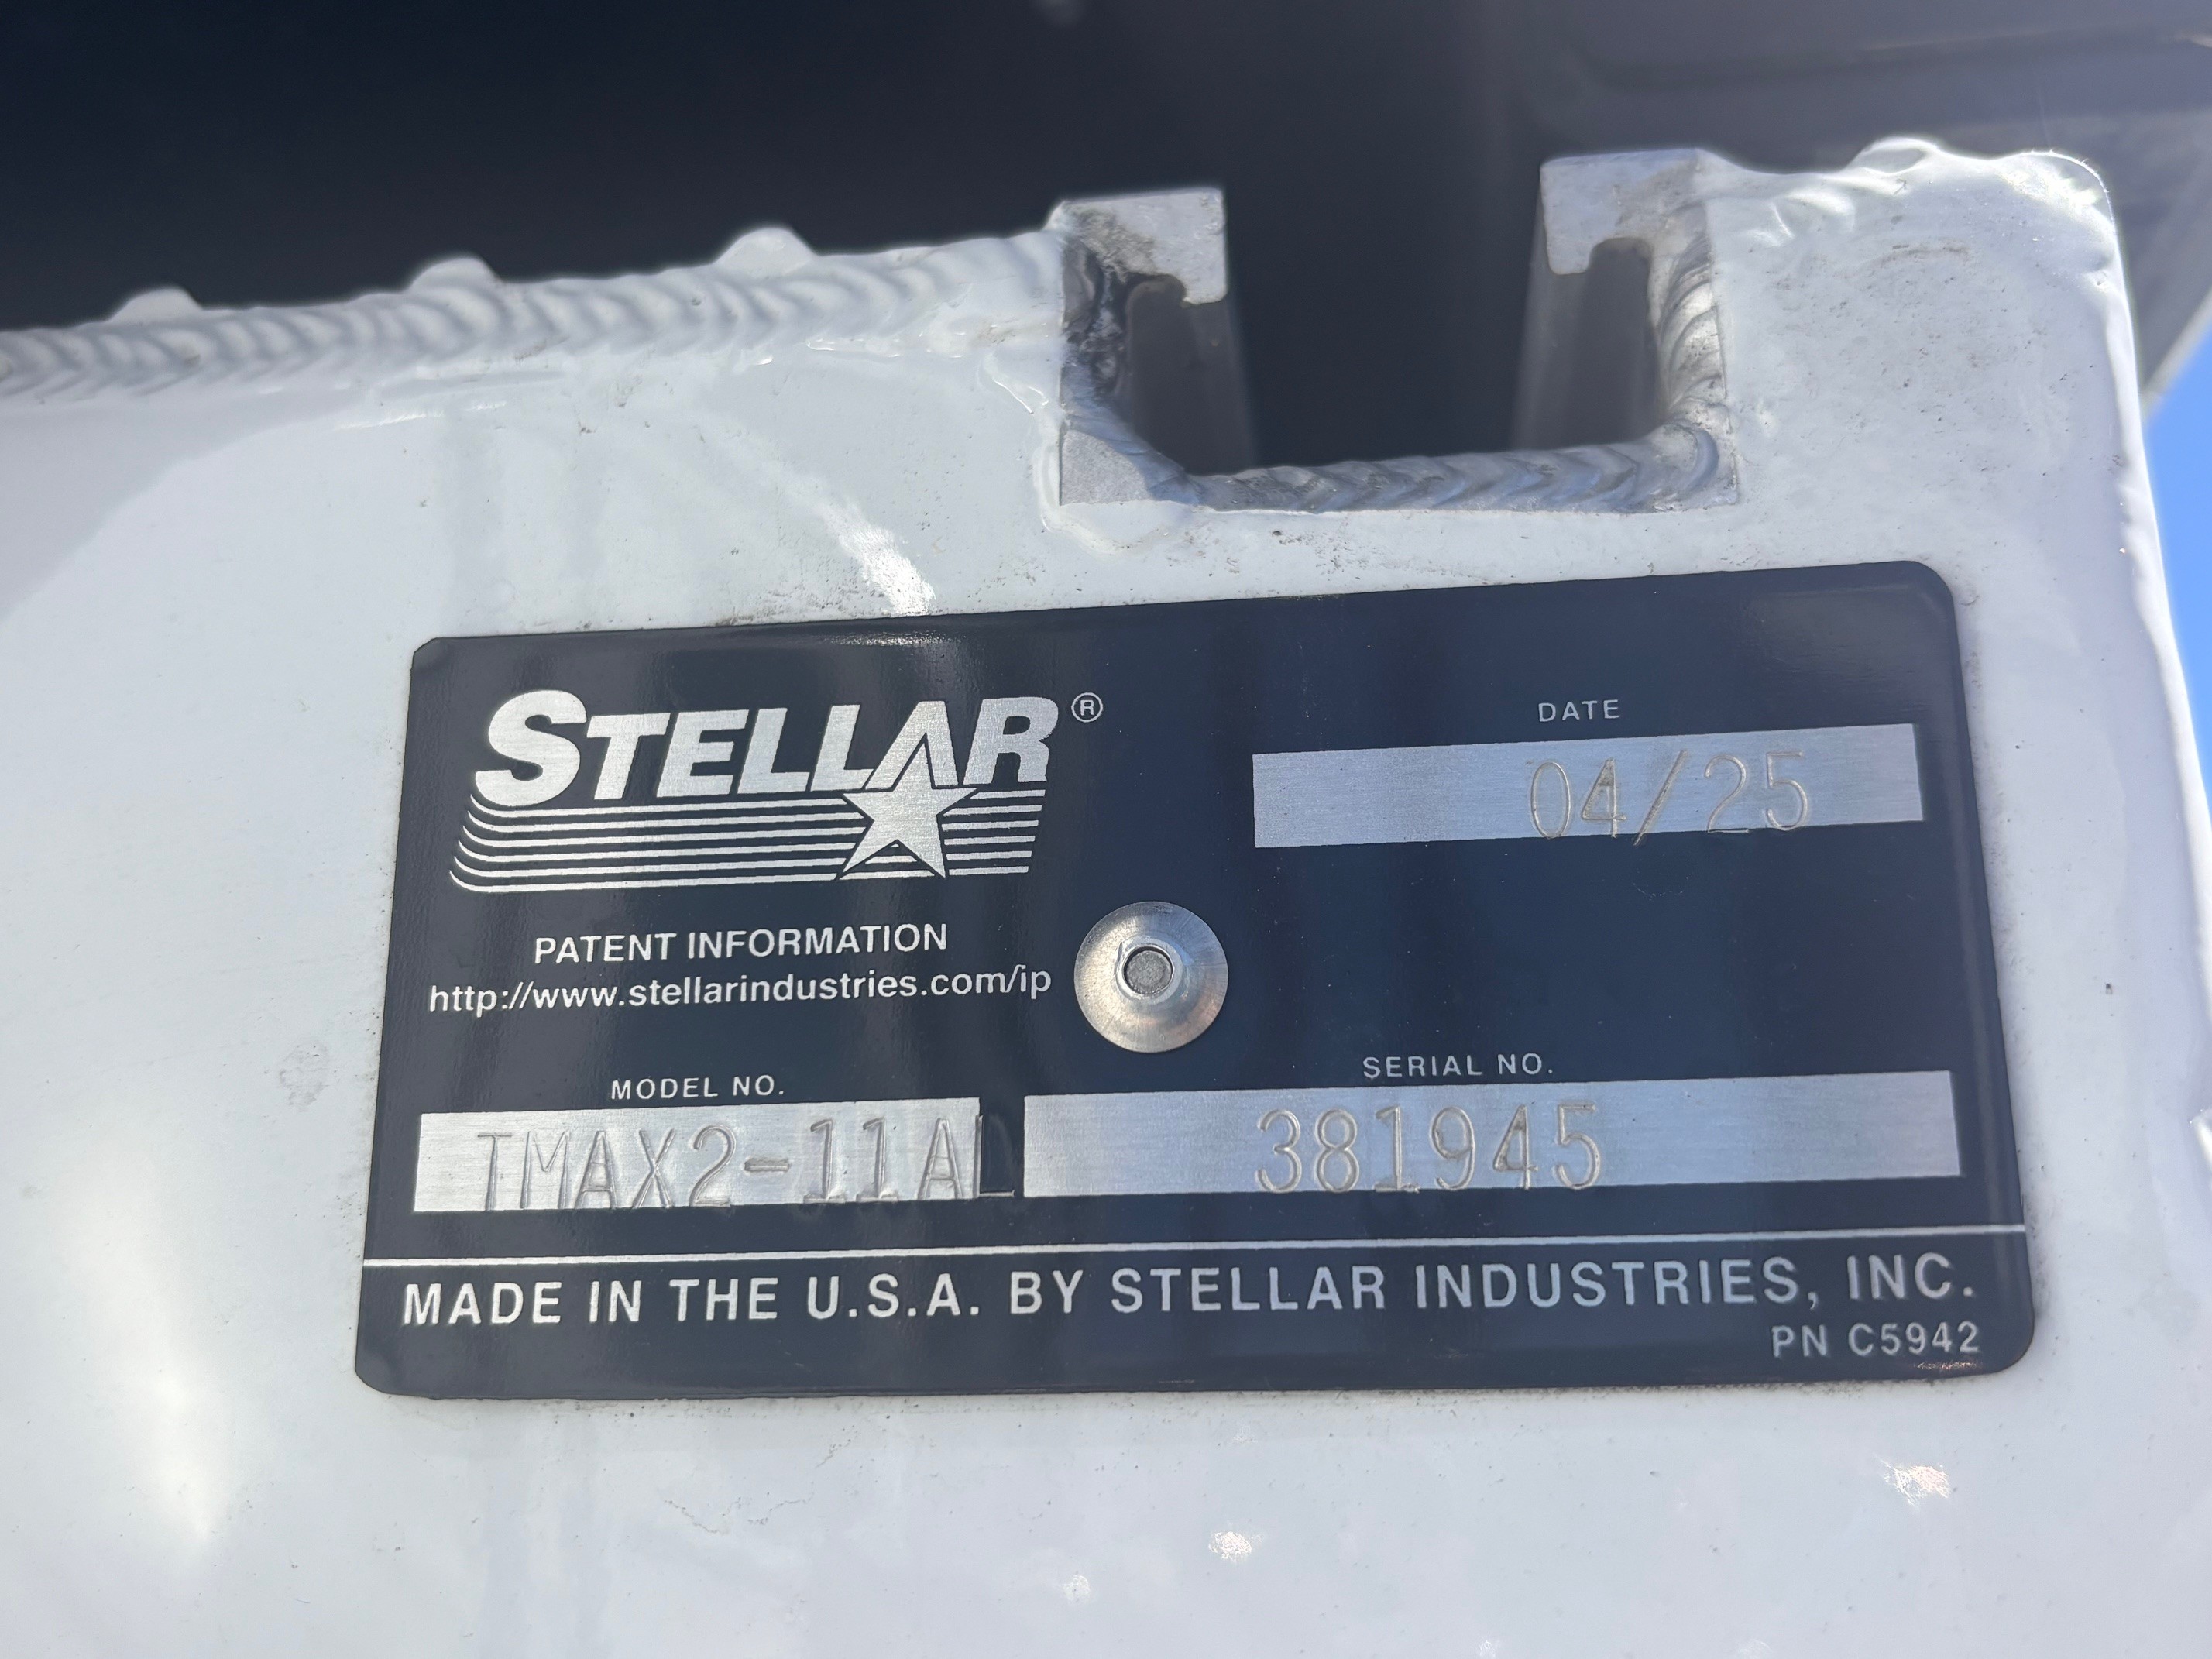 STELLAR®
DATE
04/25
PATENT INFORMATION
http://www.stellarindustries.com/ip
MODEL NO.
TMAX2-11AL
SERIAL NO.
381945
MADE IN THE U.S.A. BY STELLAR INDUSTRIES, INC.
PN C5942